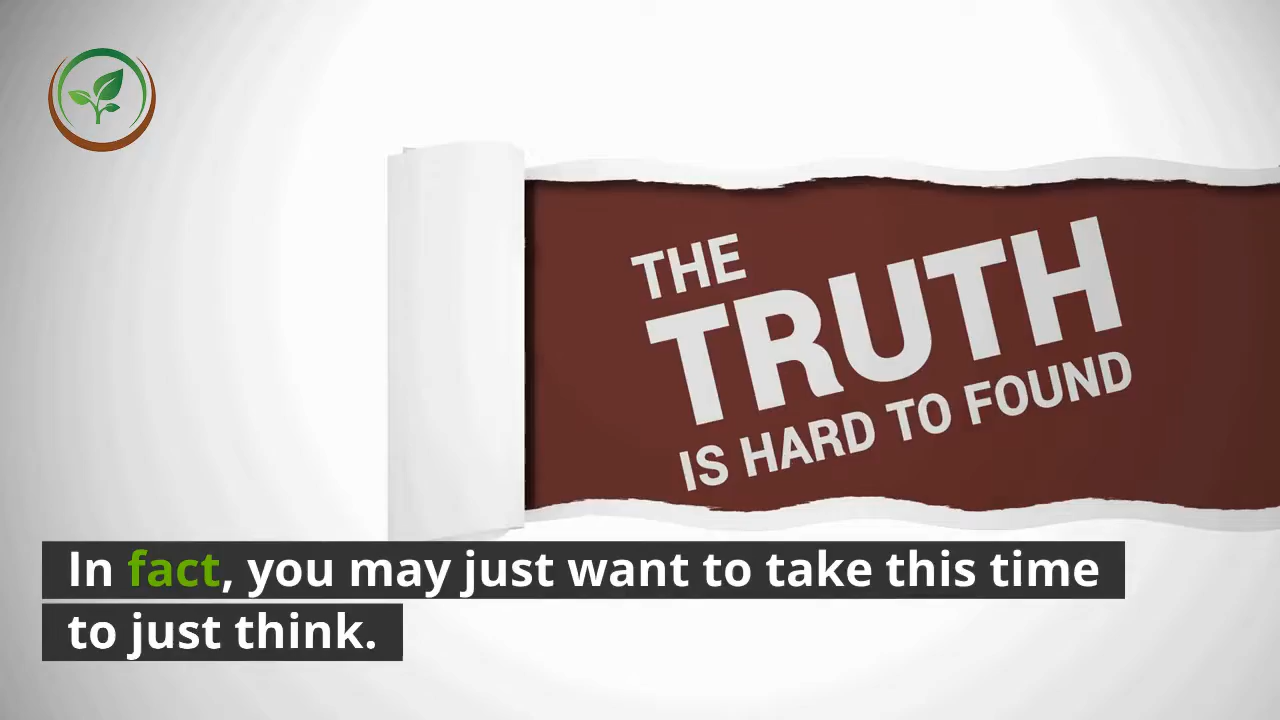 THE
TRUTH
IS HARD TO FOUND
In fact, you may just want to take this time
to just think.